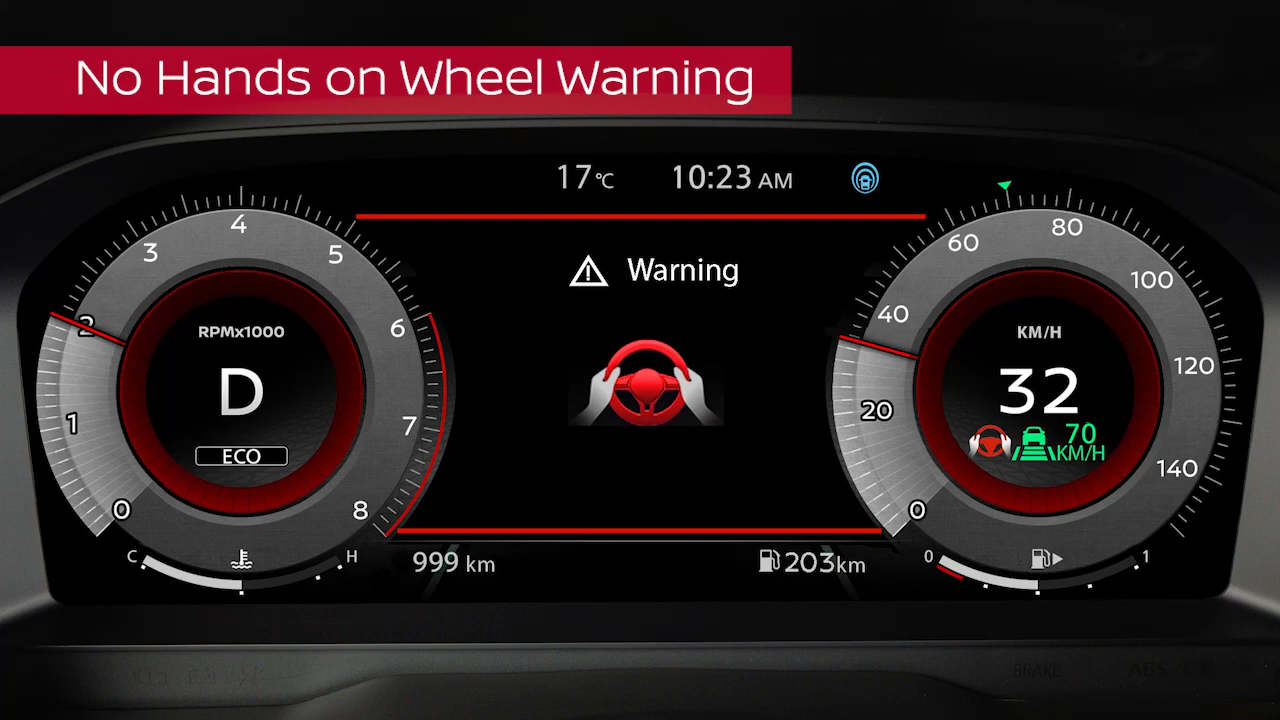 No Hands on Wheel Warning
17°C 10:23 AM
Warning
RPMx1000
D
ECO
0
1
2
3
4
5
6
7
8
C H
999 km
203km
KM/H
32
70
KM/H
0
20
40
60
80
100
120
140
0 1
BRAKE
ABS